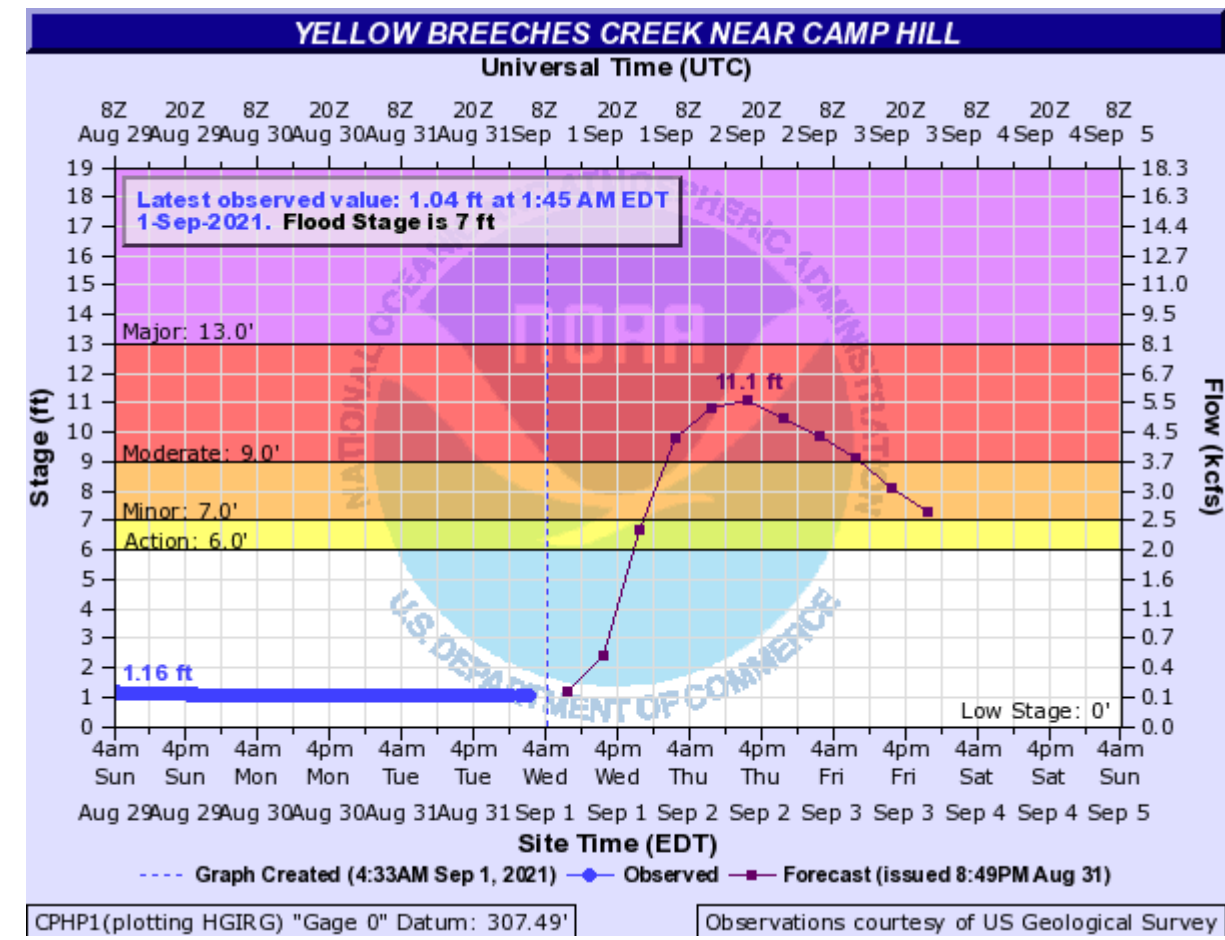 YELLOW BREECHES CREEK NEAR CAMP HILL
Universal Time (UTC)
8Z 20Z 8Z 20Z 8Z 20Z 8Z 20Z 8Z 20Z 8Z 20Z 8Z 20Z 8Z
Aug 29 Aug 29 Aug 30 Aug 30 Aug 31 Aug 31 Sep 1 Sep 1 Sep 2 Sep 2 Sep 3 Sep 3 Sep 4 Sep 4 Sep 5
Latest observed value: 1.04 ft at 1:45 AM EDT
1-Sep-2021. Flood Stage is 7 ft
19 18.3
18 16.3
17 14.4
16 12.7
15 11.0
14 9.5
Major: 13.0'
13 8.1
12 6.7
11.1 ft
11 5.5
10 4.5
Moderate: 9.0'
9 3.7
8 3.0
Minor: 7.0'
7 2.5
Action: 6.0'
6 2.0
5 1.6
4 1.1
3 0.7
2 0.4
1.16 ft
1 0.1
Low Stage: 0'
0 0.0
Stage (ft)
Flow (kcfs)
NATIONAL OCEANIC AND ATMOSPHERIC ADMINISTRATION
NOAA
U.S. DEPARTMENT OF COMMERCE
4am 4pm 4am 4pm 4am 4pm 4am 4pm 4am 4pm 4am 4pm 4am 4pm 4am
Sun Sun Mon Mon Tue Tue Wed Wed Thu Thu Fri Fri Sat Sat Sun
Aug 29 Aug 29 Aug 30 Aug 30 Aug 31 Aug 31 Sep 1 Sep 1 Sep 2 Sep 2 Sep 3 Sep 3 Sep 4 Sep 4 Sep 5
Site Time (EDT)
Graph Created (4:33AM Sep 1, 2021) Observed Forecast (issued 8:49PM Aug 31)
CPHP1(plotting HGIRG) "Gage 0" Datum: 307.49'
Observations courtesy of US Geological Survey